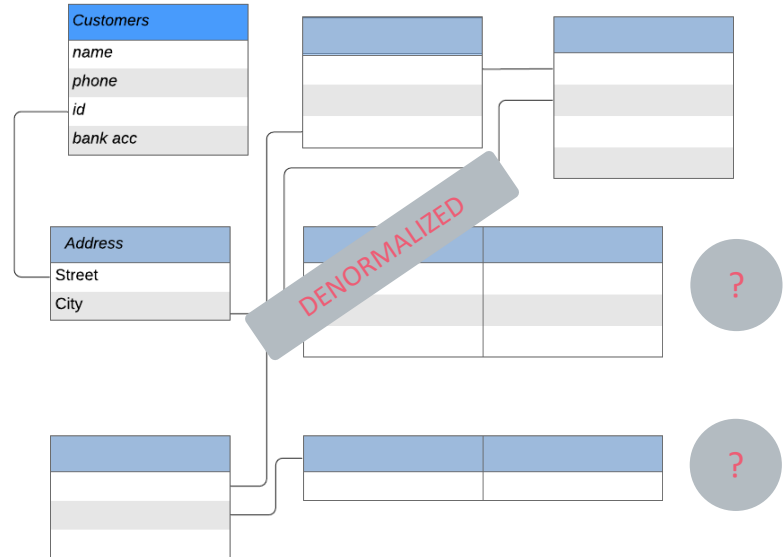 Customers
name
phone
id
bank acc
Address
Street
City
DENORMALIZED
?
?